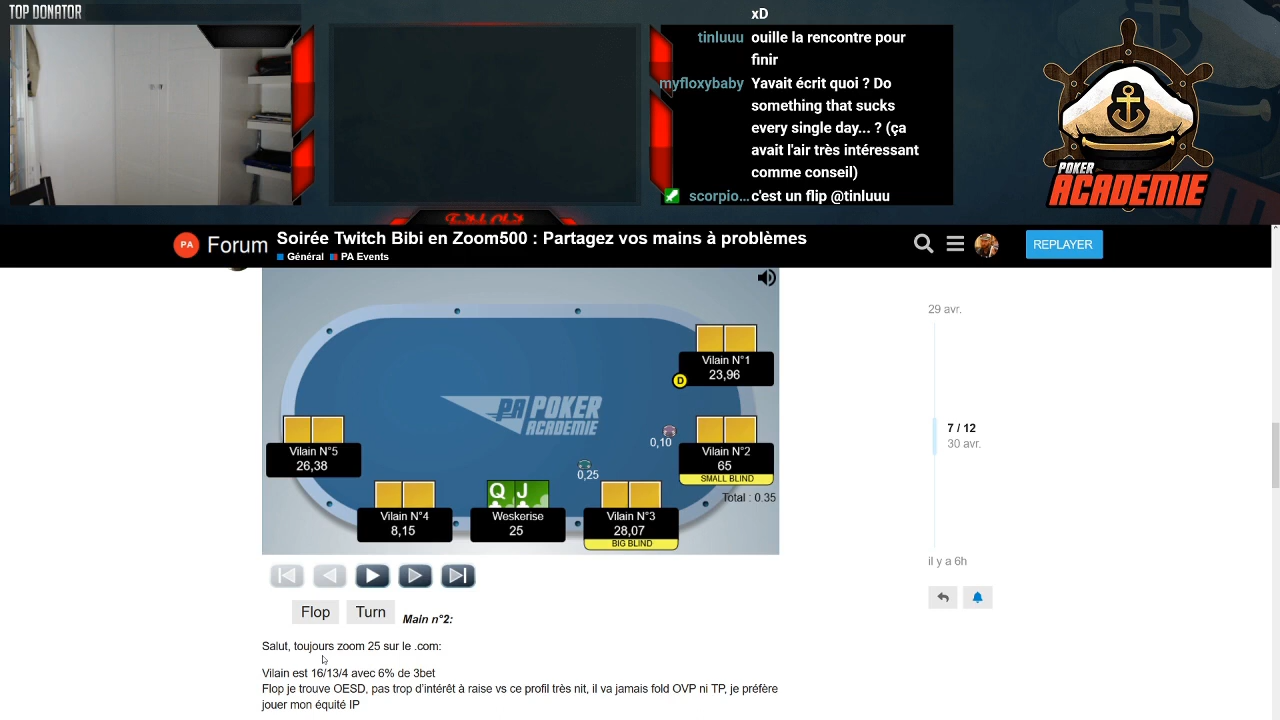 TOP DONATOR
xD
tinluuu ouille la rencontre pour
finir
myfloxybaby Yavait écrit quoi ? Do
something that sucks
every single day... ? (ça
avait l'air très intéressant
comme conseil)
scorpio... c'est un flip @tinluuu
POKER
ACADEMIE
PA Forum
Soirée Twitch Bibi en Zoom500 : Partagez vos mains à problèmes
Général PA Events
REPLAYER
Vilain N°1
23,96
D
PA POKER
ACADEMIE
0,10
Vilain N°2
65
SMALL BLIND
Vilain N°5
26,38
0,25
Total : 0.35
Vilain N°4
8,15
Q J
Weskerise
25
Vilain N°3
28,07
BIG BLIND
29 avr.
7 / 12
30 avr.
il y a 6h
Flop Turn Main n°2:
Salut, toujours zoom 25 sur le .com:
Vilain est 16/13/4 avec 6% de 3bet
Flop je trouve OESD, pas trop d'intérêt à raise vs ce profil très nit, il va jamais fold OVP ni TP, je préfère
jouer mon équité IP